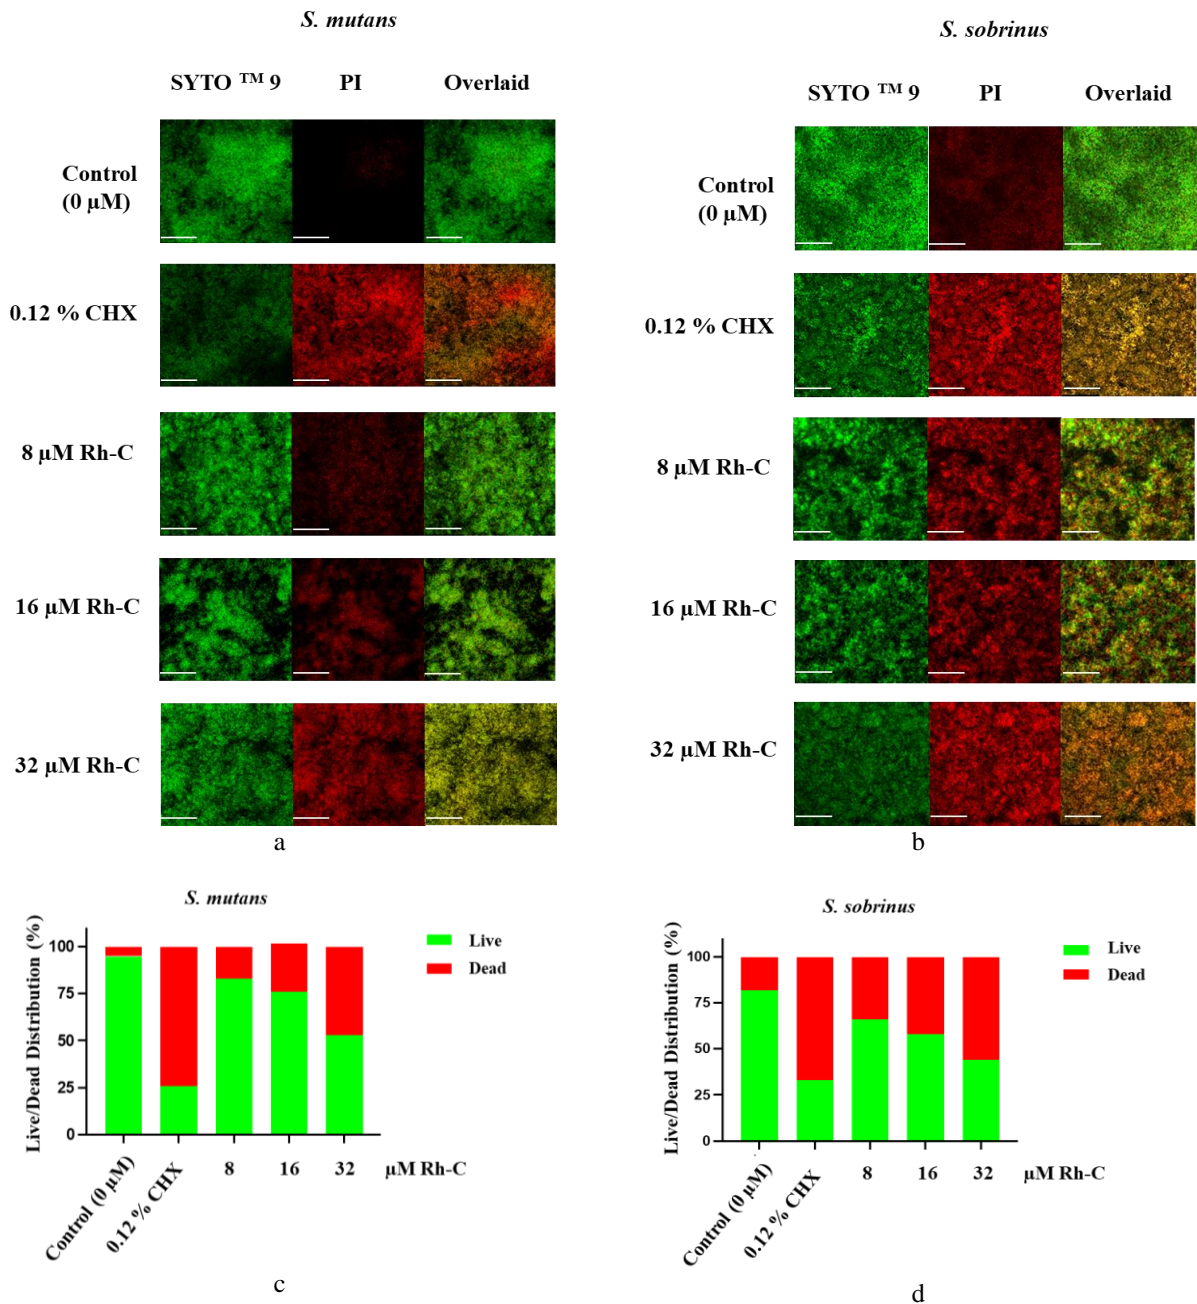 S. mutans
SYTO ™ 9 PI Overlaid
Control
(0 µM)
0.12 % CHX
8 µM Rh-C
16 µM Rh-C
32 µM Rh-C
a
S. sobrinus
SYTO ™ 9 PI Overlaid
Control
(0 µM)
0.12 % CHX
8 µM Rh-C
16 µM Rh-C
32 µM Rh-C
b
S. mutans
Live/Dead Distribution (%)
100
75
50
25
0
Control (0 µM)
0.12 % CHX
8
16
32
µM Rh-C
Live
Dead
c
S. sobrinus
Live/Dead Distribution (%)
100
75
50
25
0
Control (0 µM)
0.12 % CHX
8
16
32
µM Rh-C
Live
Dead
d